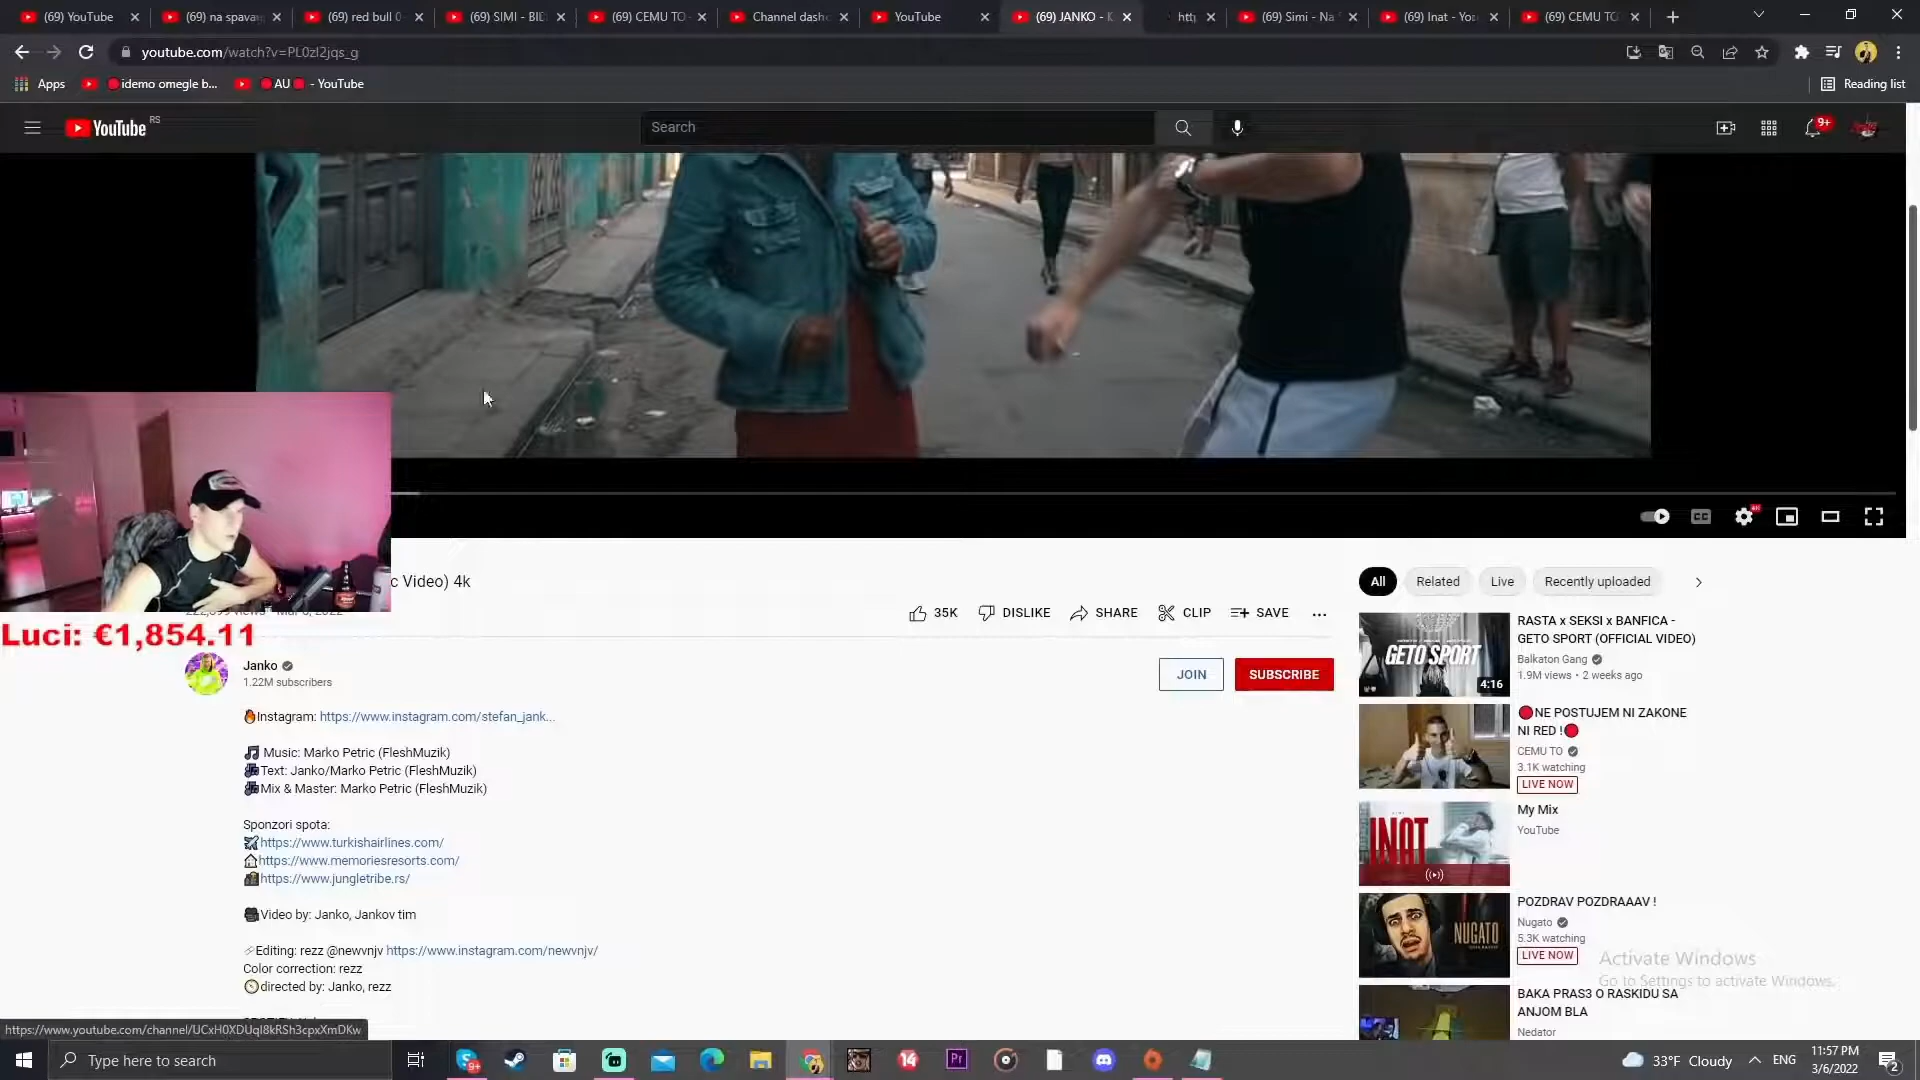 (69) YouTube
(69) na spava
(69) red bull 0
(69) SIMI - BIL
(69) CEMU TO
Channel dash
YouTube
(69) JANKO - K
http
(69) Simi - Na
(69) Inat - You
(69) CEMU TO
youtube.com/watch?v=PL0zl2jqs_g
Apps
idemo omegle b...
AU - YouTube
Reading list
YouTube RS
Search
9+
c Video) 4k
35K
DISLIKE
SHARE
CLIP
SAVE
Luci: €1,854.11
Janko
1.22M subscribers
JOIN
SUBSCRIBE
Instagram: https://www.instagram.com/stefan_jank...
Music: Marko Petric (FleshMuzik)
Text: Janko/Marko Petric (FleshMuzik)
Mix & Master: Marko Petric (FleshMuzik)
Sponzori spota:
https://www.turkishairlines.com/
https://www.memoriesresorts.com/
https://www.jungletribe.rs/
Video by: Janko, Jankov tim
Editing: rezz @newvnjv https://www.instagram.com/newvnjv/
Color correction: rezz
directed by: Janko, rezz
All
Related
Live
Recently uploaded
GETO SPORT
4:16
RASTA x SEKSI x BANFICA -
GETO SPORT (OFFICIAL VIDEO)
Balkaton Gang
1.9M views • 2 weeks ago
NE POSTUJEM NI ZAKONE
NI RED !
CEMU TO
3.1K watching
LIVE NOW
INAT
My Mix
YouTube
NUGATO
POZDRAV POZDRAAAV !
Nugato
5.3K watching
LIVE NOW
BAKA PRAS3 O RASKIDU SA
ANJOM BLA
Nedator
Activate Windows
Go to Settings to activate Windows.
https://www.youtube.com/channel/UCxH0XDUqI8kRSh3cpxXmDKw
Type here to search
9+
14
Pr
33°F Cloudy
ENG
11:57 PM
3/6/2022
2